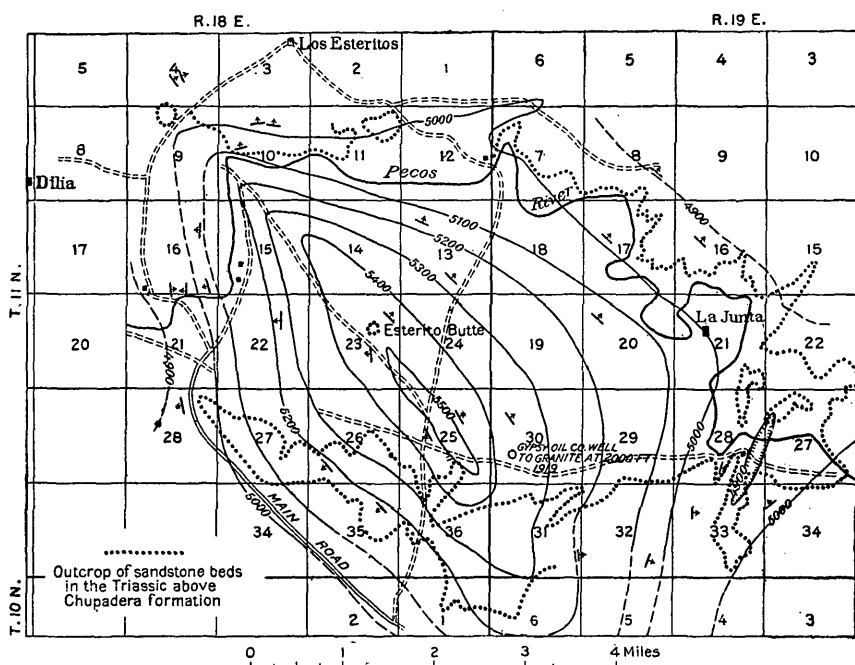 R. 18 E. R. 19 E.
Los Esteritos
5 4 3 2 1 6 5 4 3
5000
8 9 10 11 12 7 8 9 10
Pecos
River
Dilia
4900
5100
5200
5300
5400
17 16 15 14 13 18 17 16 15
T. 11 N.
Esterito Butte
La Junta
20 21 22 23 24 19 20 21 22
4900
5500
5200
28 27 26 25 30 29 28 27
GYPSY OIL CO. WELL
TO GRANITE AT 2000 FT
1919
5000
4900
5000
5000
MAIN
ROAD
34 35 36 31 32 33 34
Outcrop of sandstone beds
in the Triassic above
Chupadera formation
T. 10 N.
2 1 6 5 4 3
0 1 2 3 4 Miles